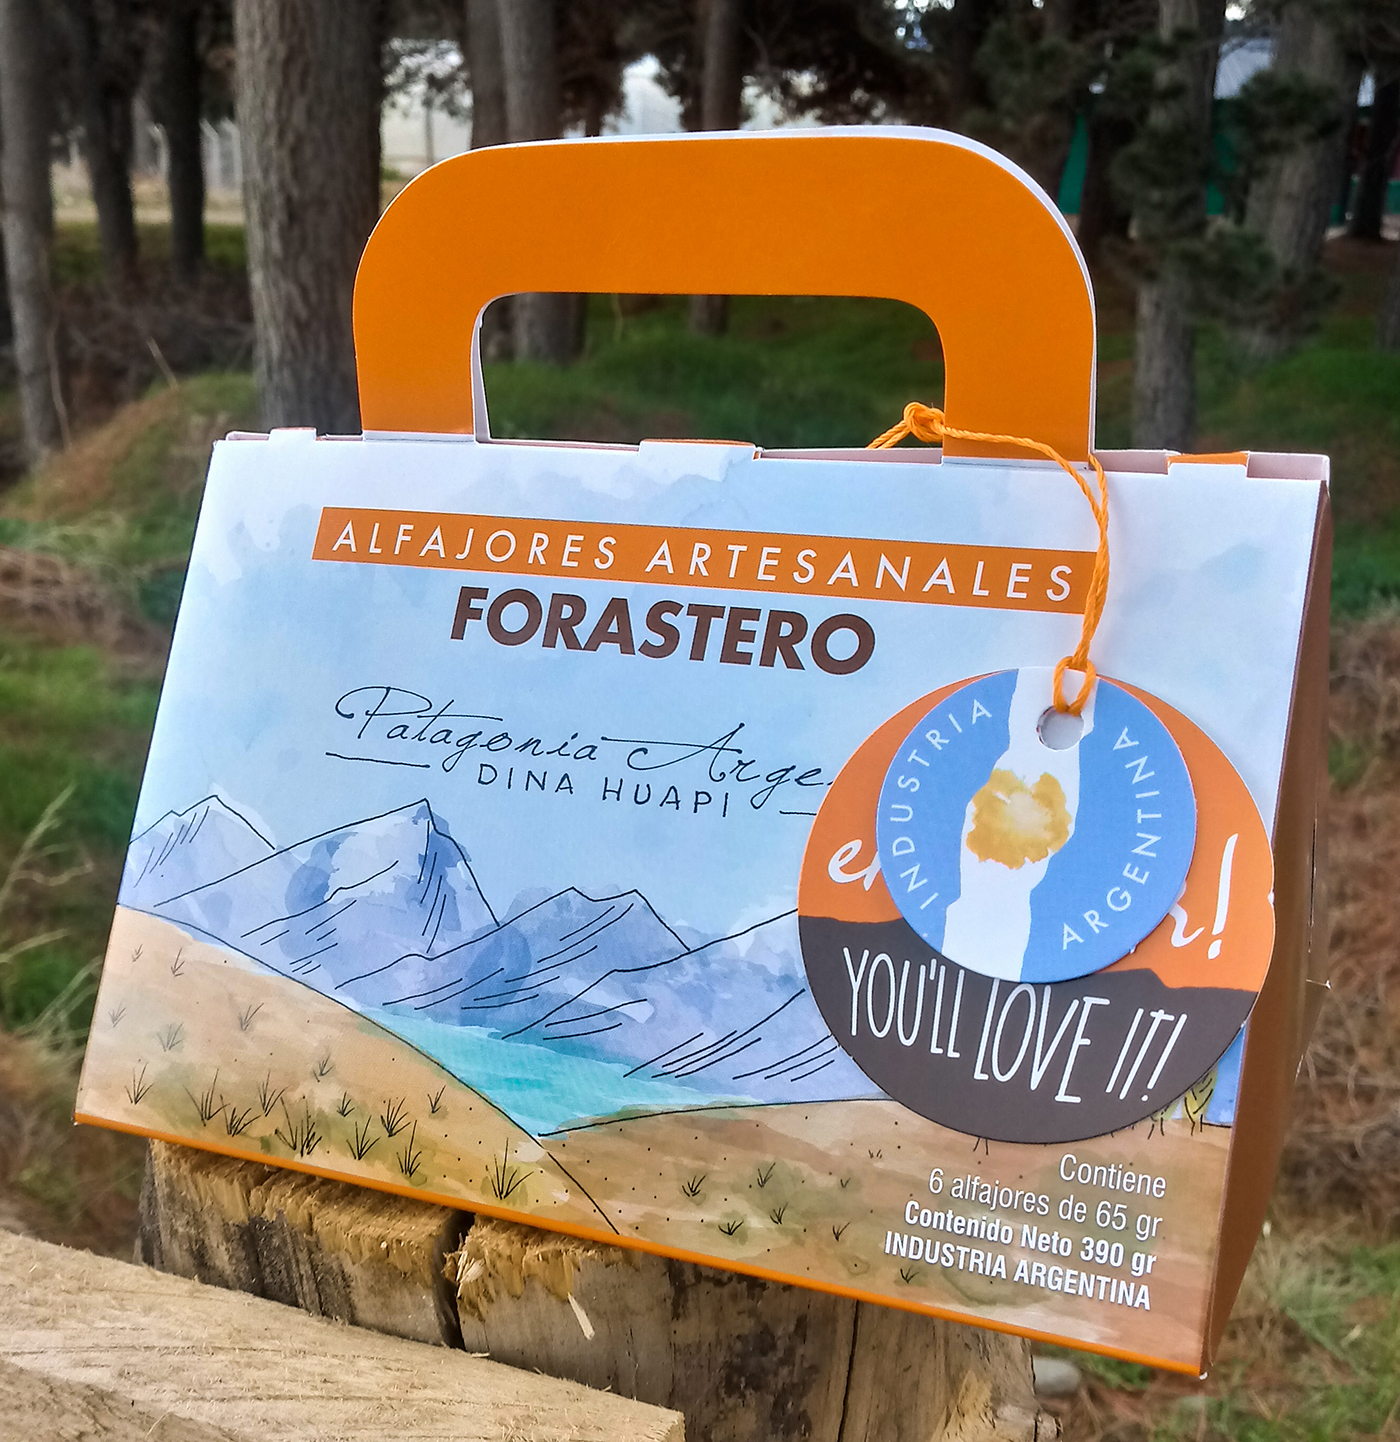 ALFAJORES ARTESANALES
FORASTERO
Patagonia
DINA HUAPI
INDUSTRIA
ARGENTINA
YOU'LL LOVE IT!
Contiene
6 alfajores de 65 gr
Contenido Neto 390 gr
INDUSTRIA ARGENTINA